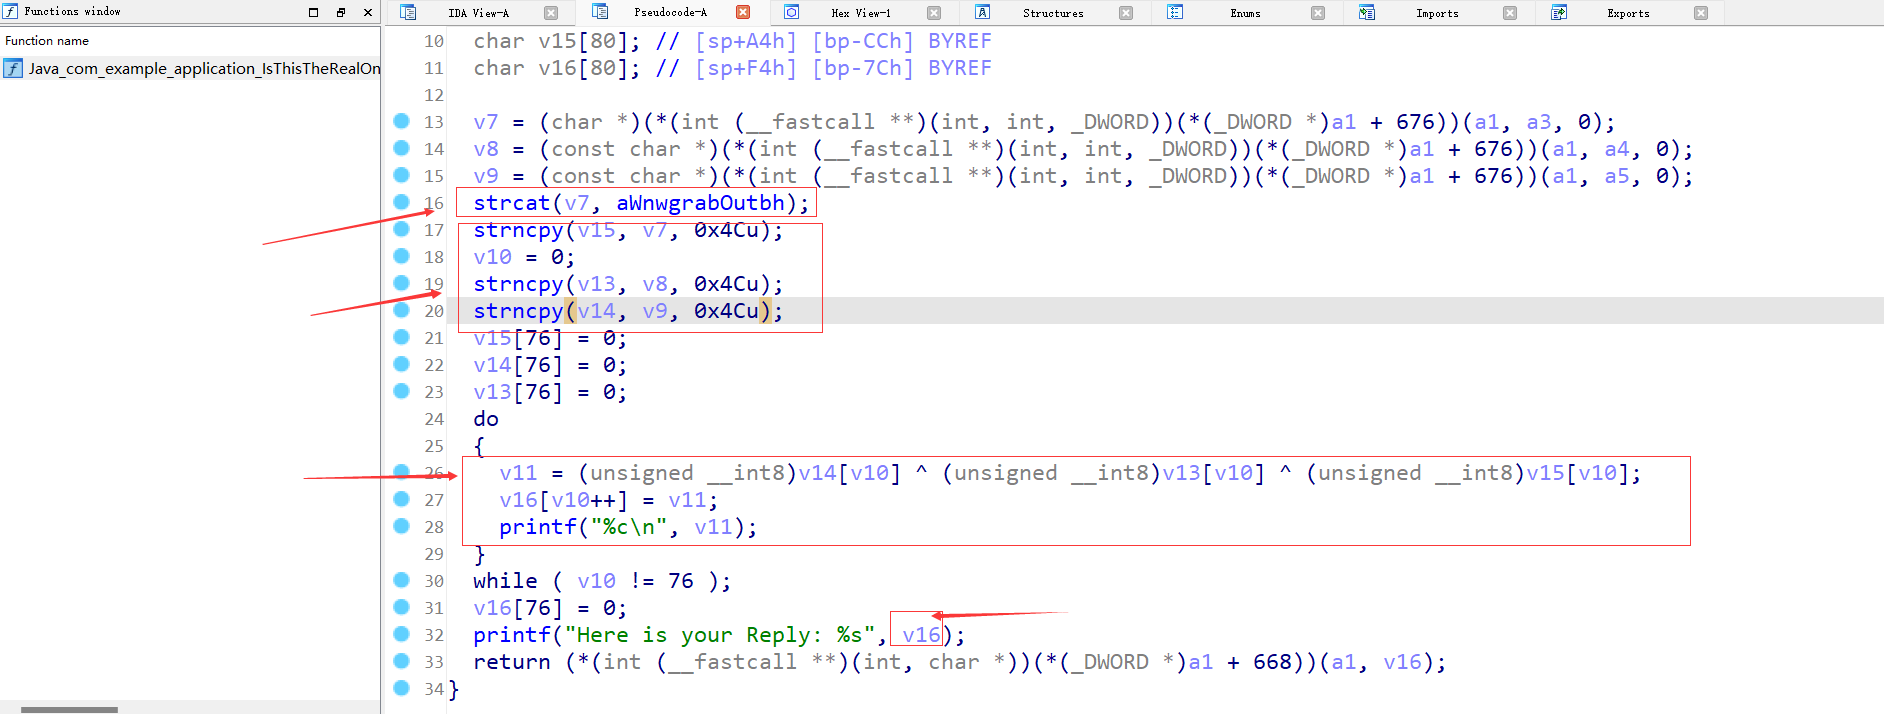 Functions window
Function name
Java_com_example_application_IsThisTheRealOn
IDA View-A Pseudocode-A Hex View-1 Structures Enums Imports Exports
10 char v15[80]; // [sp+A4h] [bp-CCh] BYREF
11 char v16[80]; // [sp+F4h] [bp-7Ch] BYREF
12
13 v7 = (char *)(*(int (__fastcall **)(int, int, _DWORD))(*(_DWORD *)a1 + 676))(a1, a3, 0);
14 v8 = (const char *)(*(int (__fastcall **)(int, int, _DWORD))(*(_DWORD *)a1 + 676))(a1, a4, 0);
15 v9 = (const char *)(*(int (__fastcall **)(int, int, _DWORD))(*(_DWORD *)a1 + 676))(a1, a5, 0);
16 strcat(v7, aWnwgrabOutbh);
17 strncpy(v15, v7, 0x4Cu);
18 v10 = 0;
19 strncpy(v13, v8, 0x4Cu);
20 strncpy(v14, v9, 0x4Cu);
21 v15[76] = 0;
22 v14[76] = 0;
23 v13[76] = 0;
24 do
25 {
26 v11 = (unsigned __int8)v14[v10] ^ (unsigned __int8)v13[v10] ^ (unsigned __int8)v15[v10];
27 v16[v10++] = v11;
28 printf("%c\n", v11);
29 }
30 while ( v10 != 76 );
31 v16[76] = 0;
32 printf("Here is your Reply: %s", v16);
33 return (*(int (__fastcall **)(int, char *))(*(_DWORD *)a1 + 668))(a1, v16);
34 }